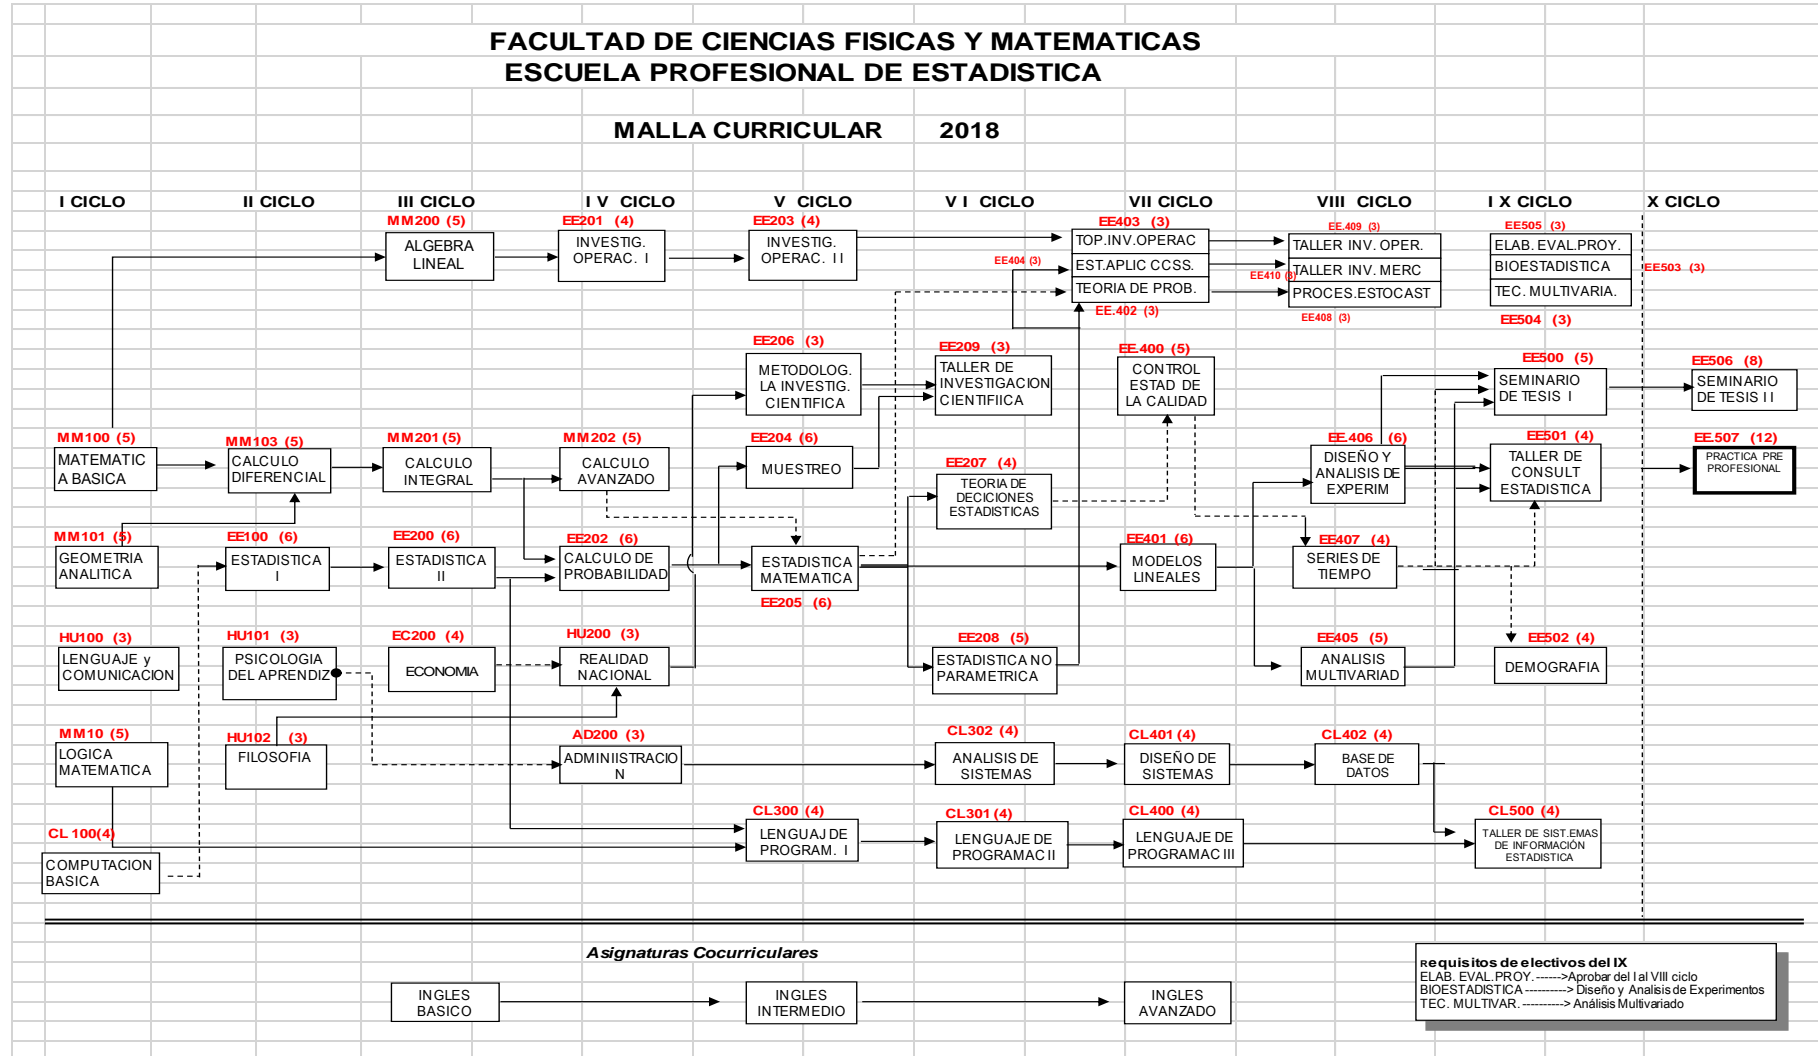 FACULTAD DE CIENCIAS FISICAS Y MATEMATICAS
ESCUELA PROFESIONAL DE ESTADISTICA
MALLA CURRICULAR 2018
I CICLO II CICLO III CICLO I V CICLO V CICLO V I CICLO VII CICLO VIII CICLO I X CICLO X CICLO
MM200 (5)
ALGEBRA
LINEAL
EE201 (4)
INVESTIG.
OPERAC. I
EE203 (4)
INVESTIG.
OPERAC. II
EE403 (3)
TOP.INV.OPERAC
EE404 (3)
EST.APLIC CCSS.
TEORIA DE PROB.
EE.402 (3)
EE.409 (3)
TALLER INV. OPER.
EE410 (3)
TALLER INV. MERC
PROCES.ESTOCAST
EE408 (3)
EE505 (3)
ELAB. EVAL.PROY.
BIOESTADISTICA
EE503 (3)
TEC. MULTIVARIA.
EE504 (3)
EE206 (3)
METODOLOG.
LA INVESTIG.
CIENTIFICA
EE209 (3)
TALLER DE
INVESTIGACION
CIENTIFIICA
EE.400 (5)
CONTROL
ESTAD DE
LA CALIDAD
EE500 (5)
SEMINARIO
DE TESIS I
EE506 (8)
SEMINARIO
DE TESIS II
MM100 (5)
MATEMATIC
A BASICA
MM103 (5)
CALCULO
DIFERENCIAL
MM201 (5)
CALCULO
INTEGRAL
MM202 (5)
CALCULO
AVANZADO
EE204 (6)
MUESTREO
EE207 (4)
TEORIA DE
DECICIONES
ESTADISTICAS
EE.406 (6)
DISEÑO Y
ANALISIS DE
EXPERIM
EE501 (4)
TALLER DE
CONSULT
ESTADISTICA
EE.507 (12)
PRACTICA PRE
PROFESIONAL
MM101 (5)
GEOMETRIA
ANALITICA
EE100 (6)
ESTADISTICA
I
EE200 (6)
ESTADISTICA
II
EE202 (6)
CALCULO DE
PROBABILIDAD
ESTADISTICA
MATEMATICA
EE205 (6)
EE401 (6)
MODELOS
LINEALES
EE407 (4)
SERIES DE
TIEMPO
HU100 (3)
LENGUAJE y
COMUNICACION
HU101 (3)
PSICOLOGIA
DEL APRENDIZ
EC200 (4)
ECONOMIA
HU200 (3)
REALIDAD
NACIONAL
EE208 (5)
ESTADISTICA NO
PARAMETRICA
EE405 (5)
ANALISIS
MULTIVARIAD
EE502 (4)
DEMOGRAFIA
MM10 (5)
LOGICA
MATEMATICA
HU102 (3)
FILOSOFIA
AD200 (3)
ADMINIISTRACIO
N
CL302 (4)
ANALISIS DE
SISTEMAS
CL401 (4)
DISEÑO DE
SISTEMAS
CL402 (4)
BASE DE
DATOS
CL 100(4)
COMPUTACION
BASICA
CL300 (4)
LENGUAJ DE
PROGRAM. I
CL301 (4)
LENGUAJE DE
PROGRAMAC II
CL400 (4)
LENGUAJE DE
PROGRAMAC III
CL500 (4)
TALLER DE SIST.EMAS
DE INFORMACIÓN
ESTADISTICA
Asignaturas Cocurriculares
INGLES
BASICO
INGLES
INTERMEDIO
INGLES
AVANZADO
Requisitos de electivos del IX
ELAB. EVAL.PROY. ------>Aprobar del I al VIII ciclo
BIOESTADISTICA ----------> Diseño y Analisis de Experimentos
TEC. MULTIVAR. ----------> Análisis Multivariado